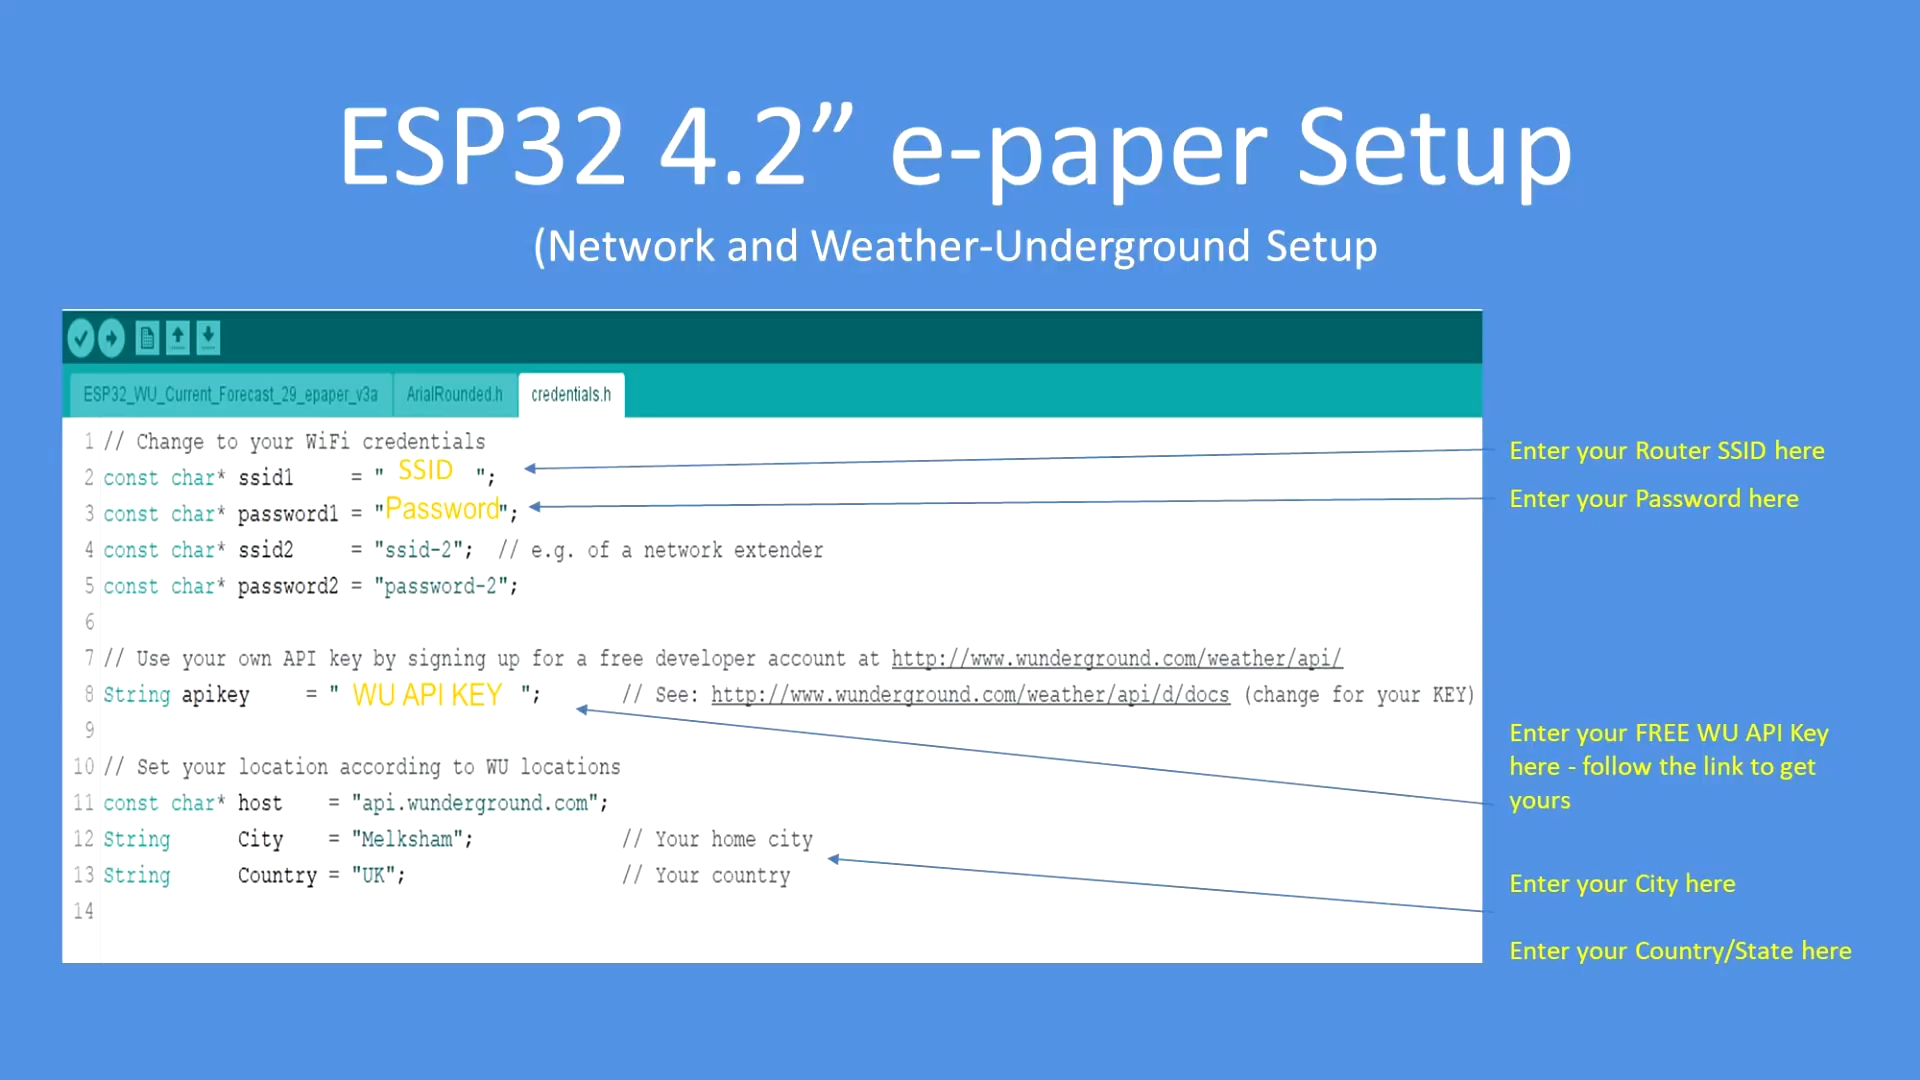 ESP32 4.2” e-paper Setup
(Network and Weather-Underground Setup
ESP32_WU_Current_Forecast_29_epaper_v3a ArialRounded.h credentials.h
1 // Change to your WiFi credentials
2 const char* ssid1 = " SSID ";
3 const char* password1 = "Password";
4 const char* ssid2 = "ssid-2"; // e.g. of a network extender
5 const char* password2 = "password-2";
6
7 // Use your own API key by signing up for a free developer account at http://www.wunderground.com/weather/api/
8 String apikey = " WU API KEY "; // See: http://www.wunderground.com/weather/api/d/docs (change for your KEY)
9
10 // Set your location according to WU locations
11 const char* host = "api.wunderground.com";
12 String City = "Melksham"; // Your home city
13 String Country = "UK"; // Your country
14
Enter your Router SSID here
Enter your Password here
Enter your FREE WU API Key
here - follow the link to get
yours
Enter your City here
Enter your Country/State here